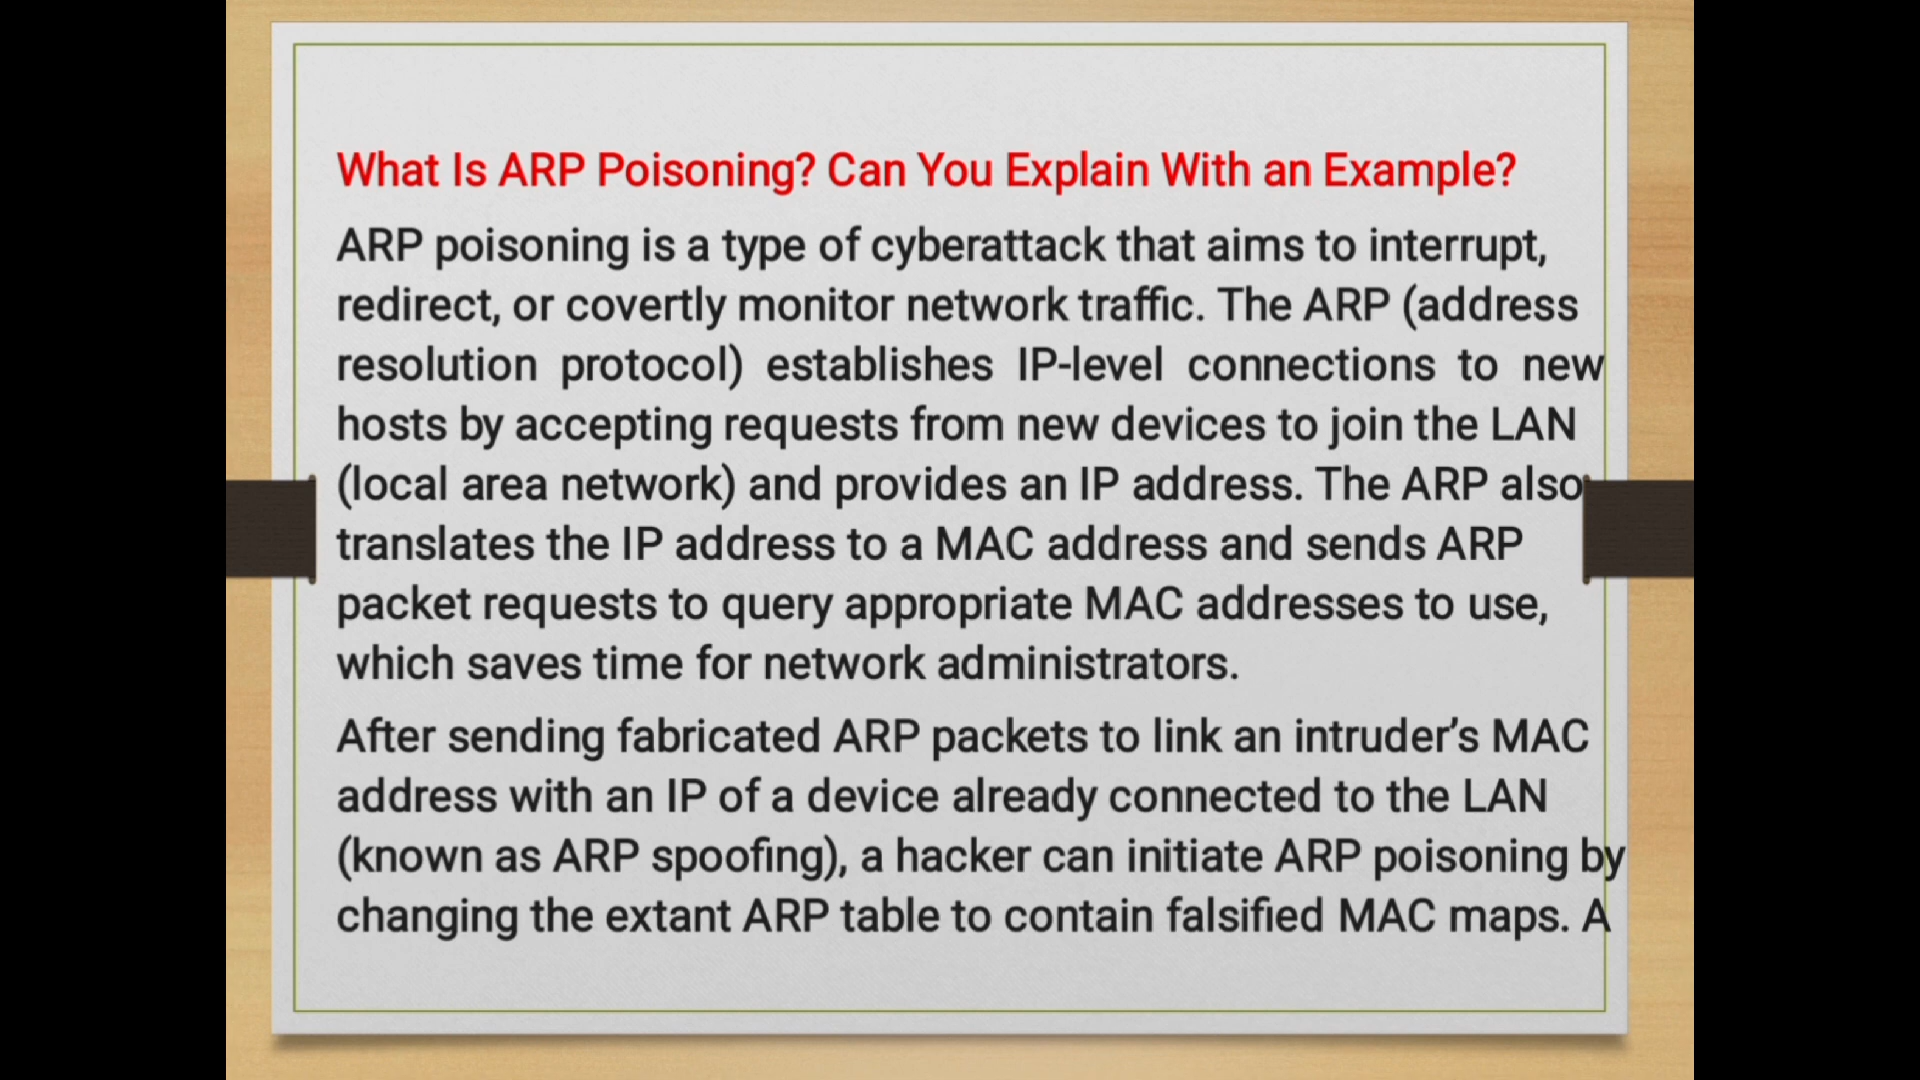 What Is ARP Poisoning? Can You Explain With an Example?
ARP poisoning is a type of cyberattack that aims to interrupt,
redirect, or covertly monitor network traffic. The ARP (address
resolution protocol) establishes IP-level connections to new
hosts by accepting requests from new devices to join the LAN
(local area network) and provides an IP address. The ARP also
translates the IP address to a MAC address and sends ARP
packet requests to query appropriate MAC addresses to use,
which saves time for network administrators.
After sending fabricated ARP packets to link an intruder’s MAC
address with an IP of a device already connected to the LAN
(known as ARP spoofing), a hacker can initiate ARP poisoning by
changing the extant ARP table to contain falsified MAC maps. A